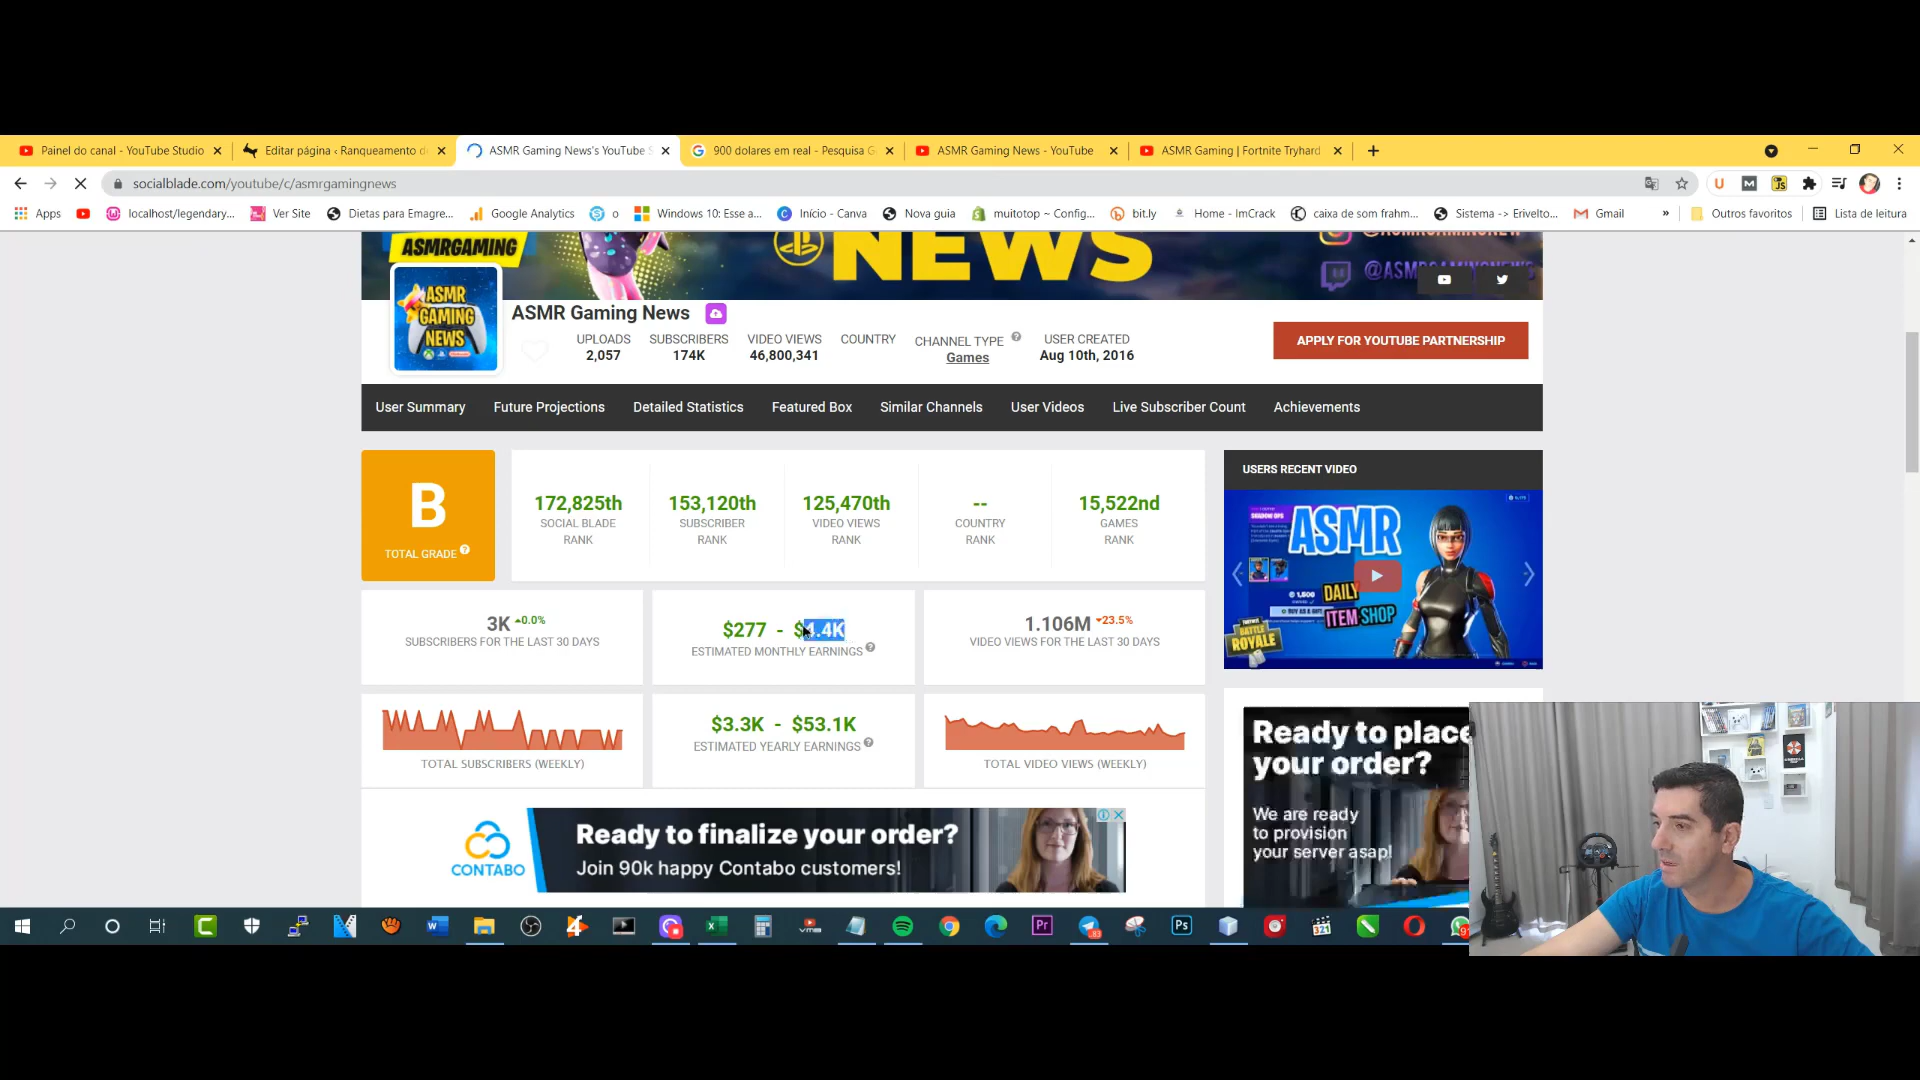 Painel do canal - YouTube Studio
Editar página ‹ Ranqueamento d
ASMR Gaming News's YouTube S
900 dolares em real - Pesquisa G
ASMR Gaming News - YouTube
ASMR Gaming | Fortnite Tryhard
socialblade.com/youtube/c/asmrgamingnews
Apps
localhost/legendary...
Ver Site
Dietas para Emagre...
Google Analytics
o
Windows 10: Esse a...
Início - Canva
Nova guia
muitotop ~ Config...
bit.ly
Home - ImCrack
caixa de som frahm...
Sistema -> Erivelto...
Gmail
»
Outros favoritos
Lista de leitura
ASMRGAMING
NEWS
ASMR
GAMING
NEWS
ASMR Gaming News
UPLOADS
2,057
SUBSCRIBERS
174K
VIDEO VIEWS
46,800,341
COUNTRY
CHANNEL TYPE
Games
USER CREATED
Aug 10th, 2016
APPLY FOR YOUTUBE PARTNERSHIP
User Summary
Future Projections
Detailed Statistics
Featured Box
Similar Channels
User Videos
Live Subscriber Count
Achievements
B
TOTAL GRADE
172,825th
SOCIAL BLADE
RANK
153,120th
SUBSCRIBER
RANK
125,470th
VIDEO VIEWS
RANK
--
COUNTRY
RANK
15,522nd
GAMES
RANK
USERS RECENT VIDEO
ASMR
DAILY
ITEM SHOP
1,500
BATTLE
ROYALE
3K 0.0%
SUBSCRIBERS FOR THE LAST 30 DAYS
$277 - $4.4K
ESTIMATED MONTHLY EARNINGS
1.106M 23.5%
VIDEO VIEWS FOR THE LAST 30 DAYS
TOTAL SUBSCRIBERS (WEEKLY)
$3.3K - $53.1K
ESTIMATED YEARLY EARNINGS
TOTAL VIDEO VIEWS (WEEKLY)
CONTABO
Ready to finalize your order?
Join 90k happy Contabo customers!
Ready to place
your order?
We are ready
to provision
your server asap!